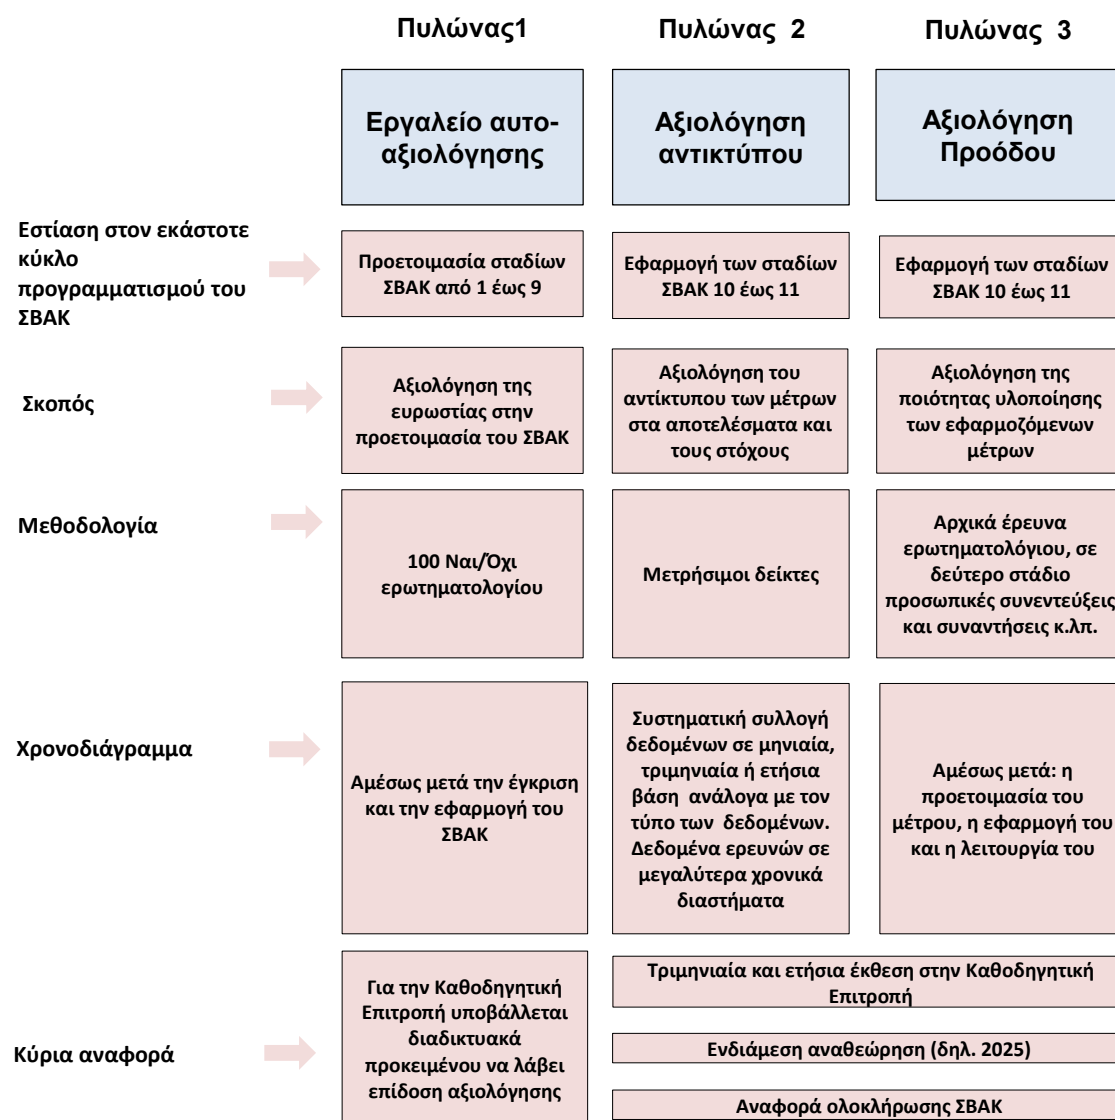 Πυλώνας1
Πυλώνας 2
Πυλώνας 3
Εργαλείο αυτο-
αξιολόγησης
Αξιολόγηση
αντικτύπου
Αξιολόγηση
Προόδου
Εστίαση στον εκάστοτε
κύκλο
προγραμματισμού του
ΣΒΑΚ
Προετοιμασία σταδίων
ΣΒΑΚ από 1 έως 9
Εφαρμογή των σταδίων
ΣΒΑΚ 10 έως 11
Εφαρμογή των σταδίων
ΣΒΑΚ 10 έως 11
Σκοπός
Αξιολόγηση της
ευρωστίας στην
προετοιμασία του ΣΒΑΚ
Αξιολόγηση του
αντίκτυπου των μέτρων
στα αποτελέσματα και
τους στόχους
Αξιολόγηση της
ποιότητας υλοποίησης
των εφαρμοζόμενων
μέτρων
Μεθοδολογία
100 Ναι/Όχι
ερωτηματολογίου
Μετρήσιμοι δείκτες
Αρχικά έρευνα
ερωτηματολόγιου, σε
δεύτερο στάδιο
προσωπικές συνεντεύξεις
και συναντήσεις κ.λπ.
Χρονοδιάγραμμα
Αμέσως μετά την έγκριση
και την εφαρμογή του
ΣΒΑΚ
Συστηματική συλλογή
δεδομένων σε μηνιαία,
τριμηνιαία ή ετήσια
βάση ανάλογα με τον
τύπο των δεδομένων.
Δεδομένα ερευνών σε
μεγαλύτερα χρονικά
διαστήματα
Αμέσως μετά: η
προετοιμασία του
μέτρου, η εφαρμογή του
και η λειτουργία του
Κύρια αναφορά
Για την Καθοδηγητική
Επιτροπή υποβάλλεται
διαδικτυακά
προκειμένου να λάβει
επίδοση αξιολόγησης
Τριμηνιαία και ετήσια έκθεση στην Καθοδηγητική
Επιτροπή
Ενδιάμεση αναθεώρηση (δηλ. 2025)
Αναφορά ολοκλήρωσης ΣΒΑΚ